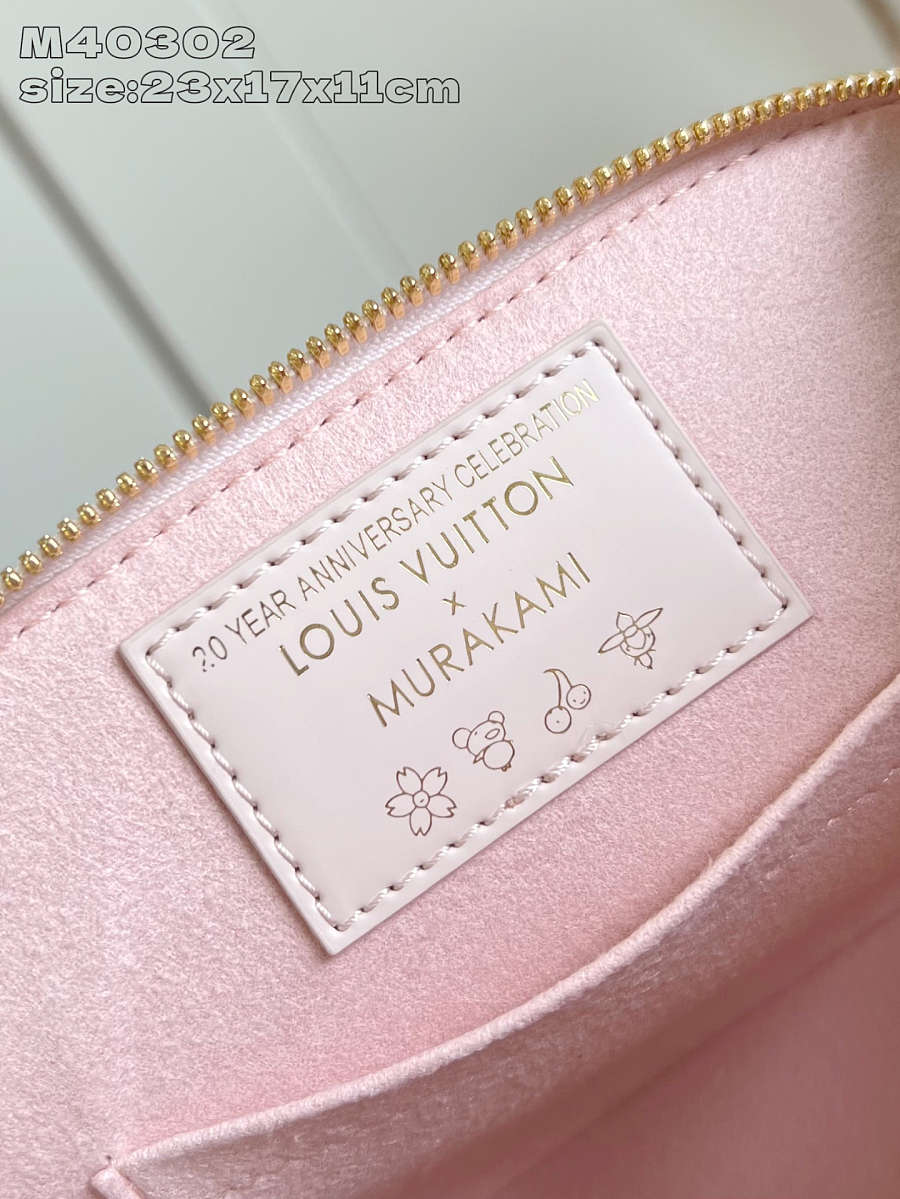 M40302
size:23x17x11cm
20 YEAR ANNIVERSARY CELEBRATION
LOUIS VUITTON
x
MURAKAMI